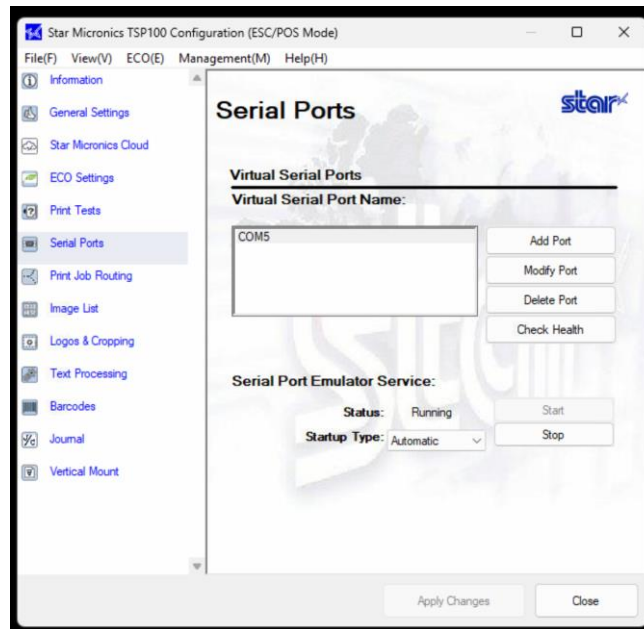 Star Micronics TSP100 Configuration (ESC/POS Mode)
File(F) View(V) ECO(E) Management(M) Help(H)
Information
General Settings
Star Micronics Cloud
ECO Settings
Print Tests
Serial Ports
Print Job Routing
Image List
Logos & Cropping
Text Processing
Barcodes
Journal
Vertical Mount
Serial Ports
star
Virtual Serial Ports
Virtual Serial Port Name:
COM5
Add Port
Modify Port
Delete Port
Check Health
Serial Port Emulator Service:
Status: Running
Start
Startup Type: Automatic
Stop
Apply Changes
Close